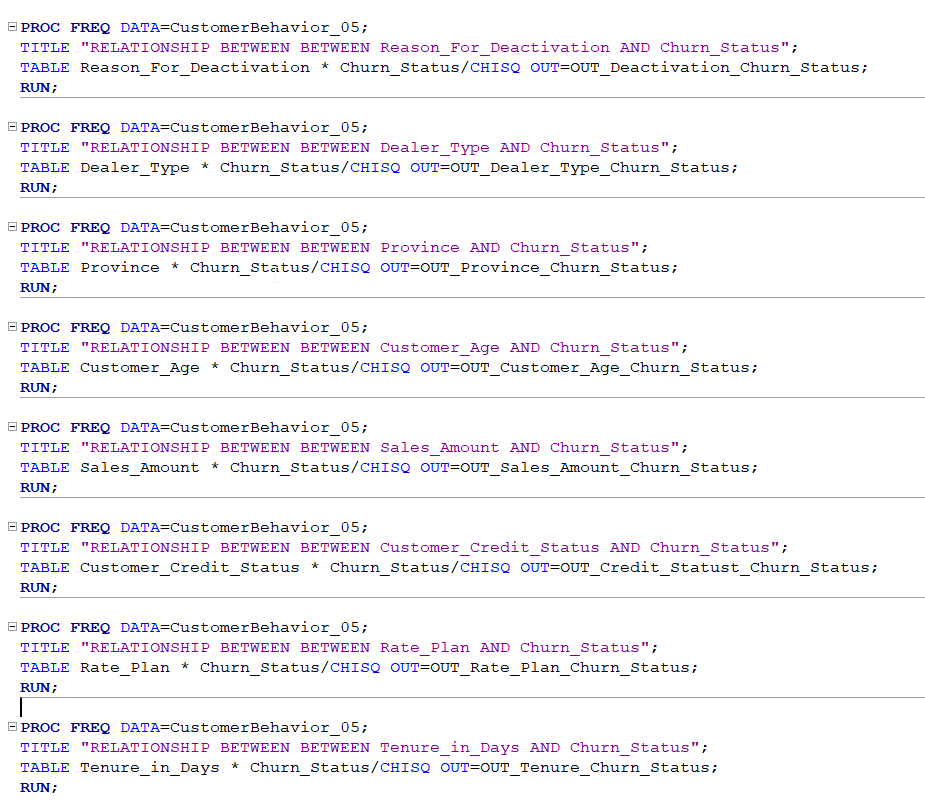 PROC FREQ DATA=CustomerBehavior_05;
TITLE "RELATIONSHIP BETWEEN BETWEEN Reason_For_Deactivation AND Churn_Status";
TABLE Reason_For_Deactivation * Churn_Status/CHISQ OUT=OUT_Deactivation_Churn_Status;
RUN;
PROC FREQ DATA=CustomerBehavior_05;
TITLE "RELATIONSHIP BETWEEN BETWEEN Dealer_Type AND Churn_Status";
TABLE Dealer_Type * Churn_Status/CHISQ OUT=OUT_Dealer_Type_Churn_Status;
RUN;
PROC FREQ DATA=CustomerBehavior_05;
TITLE "RELATIONSHIP BETWEEN BETWEEN Province AND Churn_Status";
TABLE Province * Churn_Status/CHISQ OUT=OUT_Province_Churn_Status;
RUN;
PROC FREQ DATA=CustomerBehavior_05;
TITLE "RELATIONSHIP BETWEEN BETWEEN Customer_Age AND Churn_Status";
TABLE Customer_Age * Churn_Status/CHISQ OUT=OUT_Customer_Age_Churn_Status;
RUN;
PROC FREQ DATA=CustomerBehavior_05;
TITLE "RELATIONSHIP BETWEEN BETWEEN Sales_Amount AND Churn_Status";
TABLE Sales_Amount * Churn_Status/CHISQ OUT=OUT_Sales_Amount_Churn_Status;
RUN;
PROC FREQ DATA=CustomerBehavior_05;
TITLE "RELATIONSHIP BETWEEN BETWEEN Customer_Credit_Status AND Churn_Status";
TABLE Customer_Credit_Status * Churn_Status/CHISQ OUT=OUT_Credit_Statust_Churn_Status;
RUN;
PROC FREQ DATA=CustomerBehavior_05;
TITLE "RELATIONSHIP BETWEEN BETWEEN Rate_Plan AND Churn_Status";
TABLE Rate_Plan * Churn_Status/CHISQ OUT=OUT_Rate_Plan_Churn_Status;
RUN;
PROC FREQ DATA=CustomerBehavior_05;
TITLE "RELATIONSHIP BETWEEN BETWEEN Tenure_in_Days AND Churn_Status";
TABLE Tenure_in_Days * Churn_Status/CHISQ OUT=OUT_Tenure_Churn_Status;
RUN;